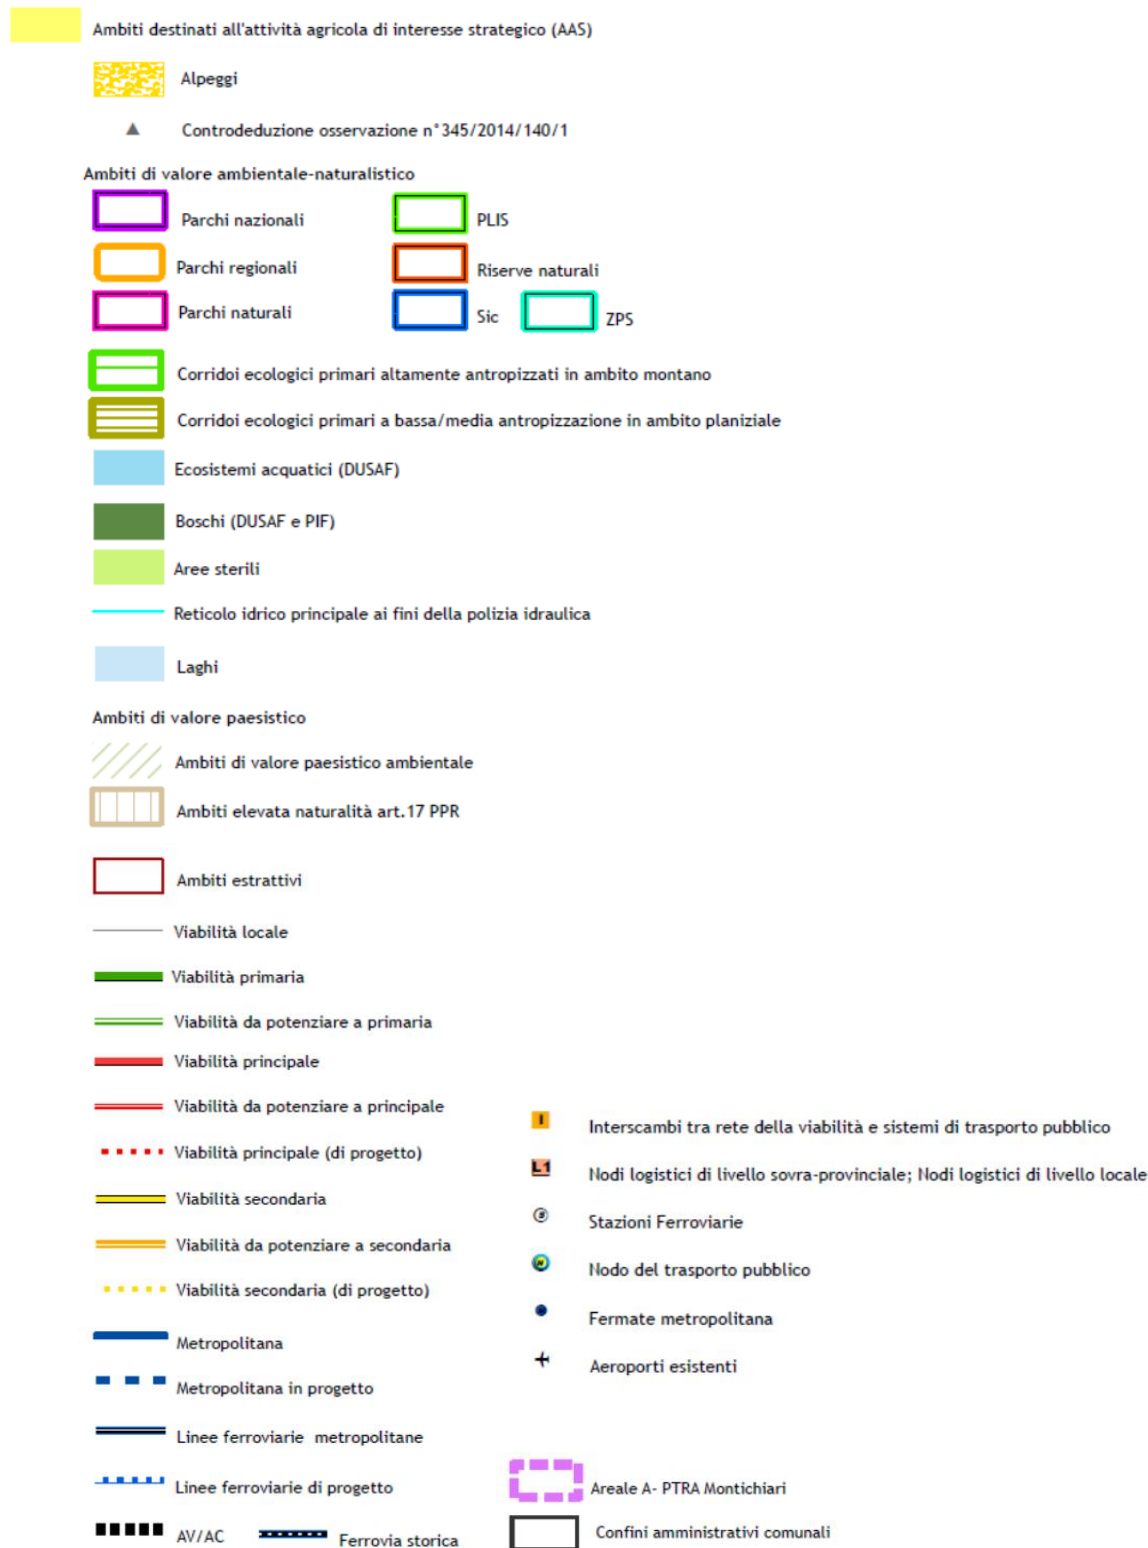 Ambiti destinati all'attività agricola di interesse strategico (AAS)
Alpeggi
Controdeduzione osservazione n°345/2014/140/1
Ambiti di valore ambientale-naturalistico
Parchi nazionali
PLIS
Parchi regionali
Riserve naturali
Parchi naturali
Sic
ZPS
Corridoi ecologici primari altamente antropizzati in ambito montano
Corridoi ecologici primari a bassa/media antropizzazione in ambito planiziale
Ecosistemi acquatici (DUSAF)
Boschi (DUSAF e PIF)
Aree sterili
Reticolo idrico principale ai fini della polizia idraulica
Laghi
Ambiti di valore paesistico
Ambiti di valore paesistico ambientale
Ambiti elevata naturalità art.17 PPR
Ambiti estrattivi
Viabilità locale
Viabilità primaria
Viabilità da potenziare a primaria
Viabilità principale
Viabilità da potenziare a principale
Viabilità principale (di progetto)
Viabilità secondaria
Viabilità da potenziare a secondaria
Viabilità secondaria (di progetto)
Metropolitana
Metropolitana in progetto
Linee ferroviarie metropolitane
Linee ferroviarie di progetto
AV/AC
Ferrovia storica
I
Interscambi tra rete della viabilità e sistemi di trasporto pubblico
L1
Nodi logistici di livello sovra-provinciale; Nodi logistici di livello locale
Stazioni Ferroviarie
N
Nodo del trasporto pubblico
Fermate metropolitana
Aeroporti esistenti
Areale A- PTRA Montichiari
Confini amministrativi comunali